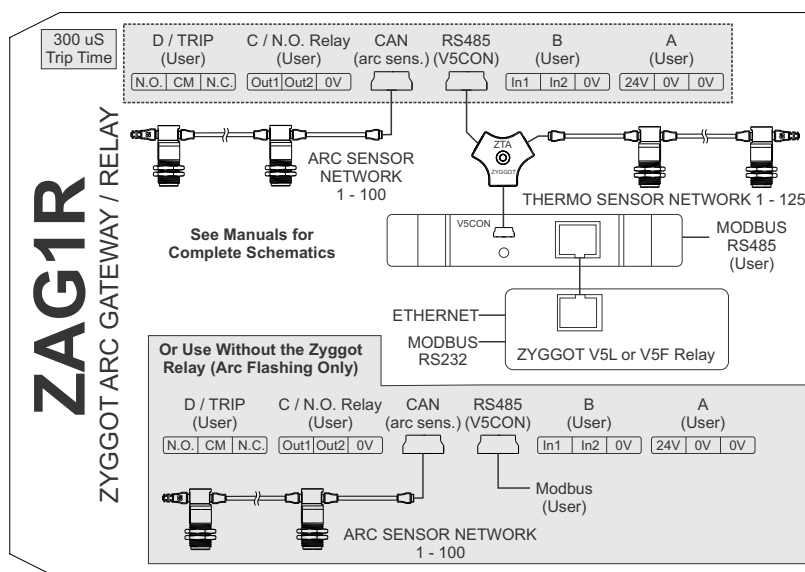 300 uS
Trip Time
D / TRIP
(User)
C / N.O. Relay
(User)
CAN
(arc sens.)
RS485
(V5CON)
B
(User)
A
(User)
N.O. CM N.C.
Out1 Out2 0V
In1 In2 0V
24V 0V 0V
ZAG1R
ZYGGOT ARC GATEWAY / RELAY
ARC SENSOR
NETWORK
1 - 100
ZTA
ZYGGOT
THERMO SENSOR NETWORK 1 - 125
See Manuals for
Complete Schematics
V5CON
MODBUS
RS485
(User)
ETHERNET
MODBUS
RS232
ZYGGOT V5L or V5F Relay
Or Use Without the Zyggot
Relay (Arc Flashing Only)
D / TRIP
(User)
C / N.O. Relay
(User)
CAN
(arc sens.)
RS485
(V5CON)
B
(User)
A
(User)
N.O. CM N.C.
Out1 Out2 0V
In1 In2 0V
24V 0V 0V
Modbus
(User)
ARC SENSOR NETWORK
1 - 100